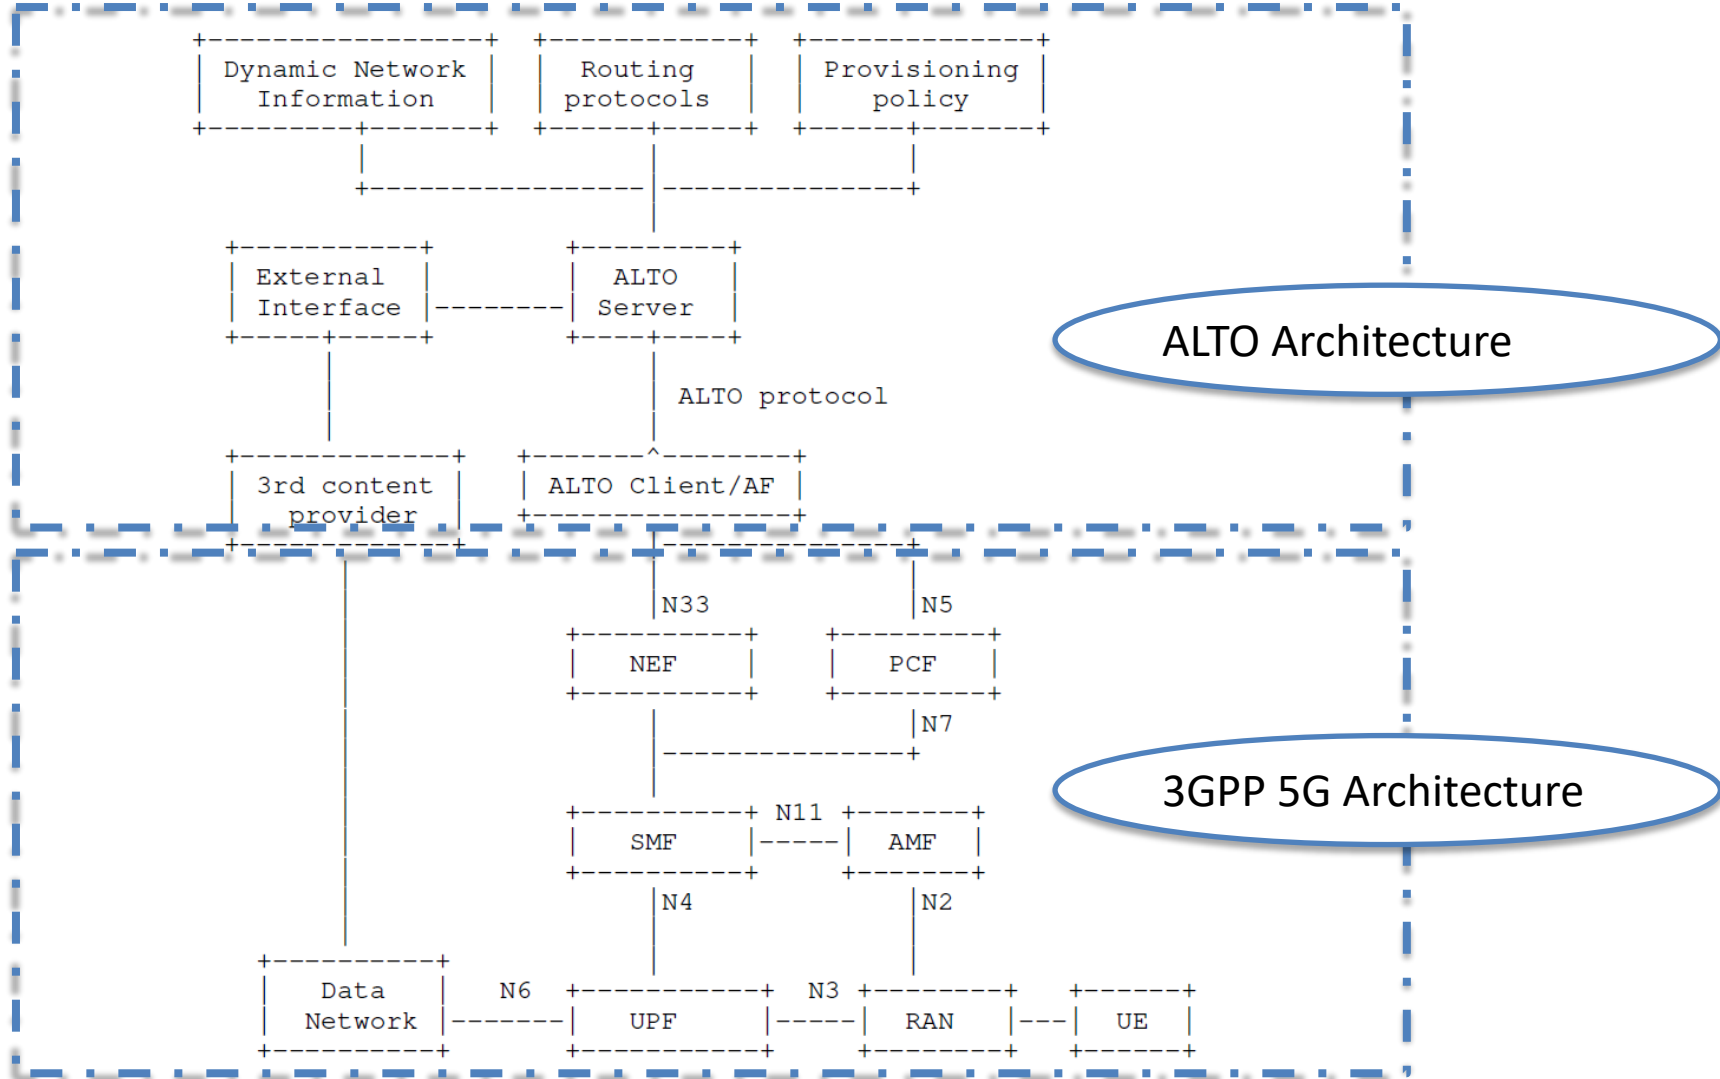 Dynamic Network Routing Provisioning
Information protocols policy
External ALTO
Interface Server
ALTO Architecture
ALTO protocol
3rd content ALTO Client/AF
provider
N33 N5
NEF PCF
N7
3GPP 5G Architecture
N11
SMF AMF
N4 N2
Data N6 N3
Network UPF RAN UE